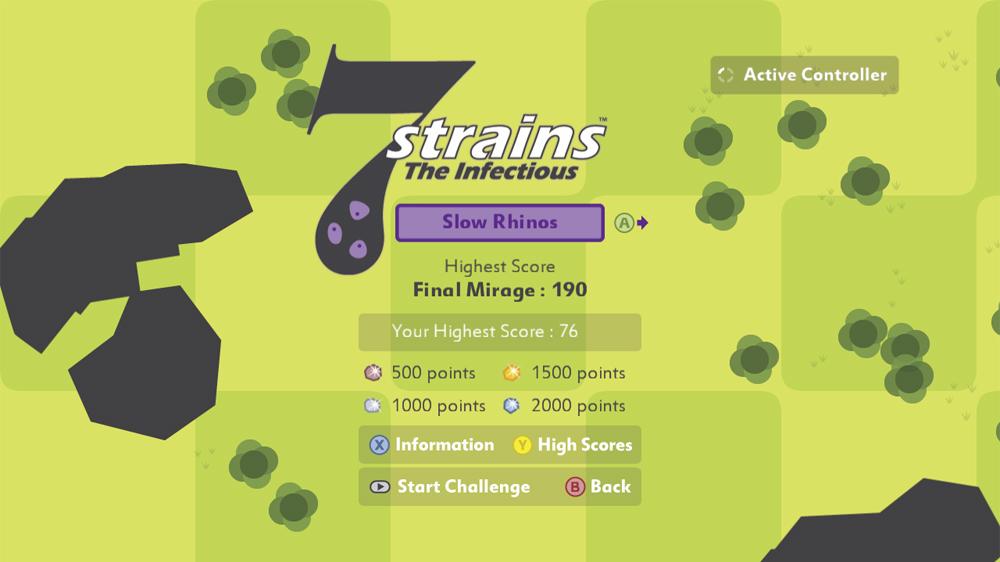 Active Controller
7 strains™
The Infectious
Slow Rhinos A
Highest Score
Final Mirage : 190
Your Highest Score : 76
500 points 1500 points
1000 points 2000 points
X Information Y High Scores
Start Challenge B Back